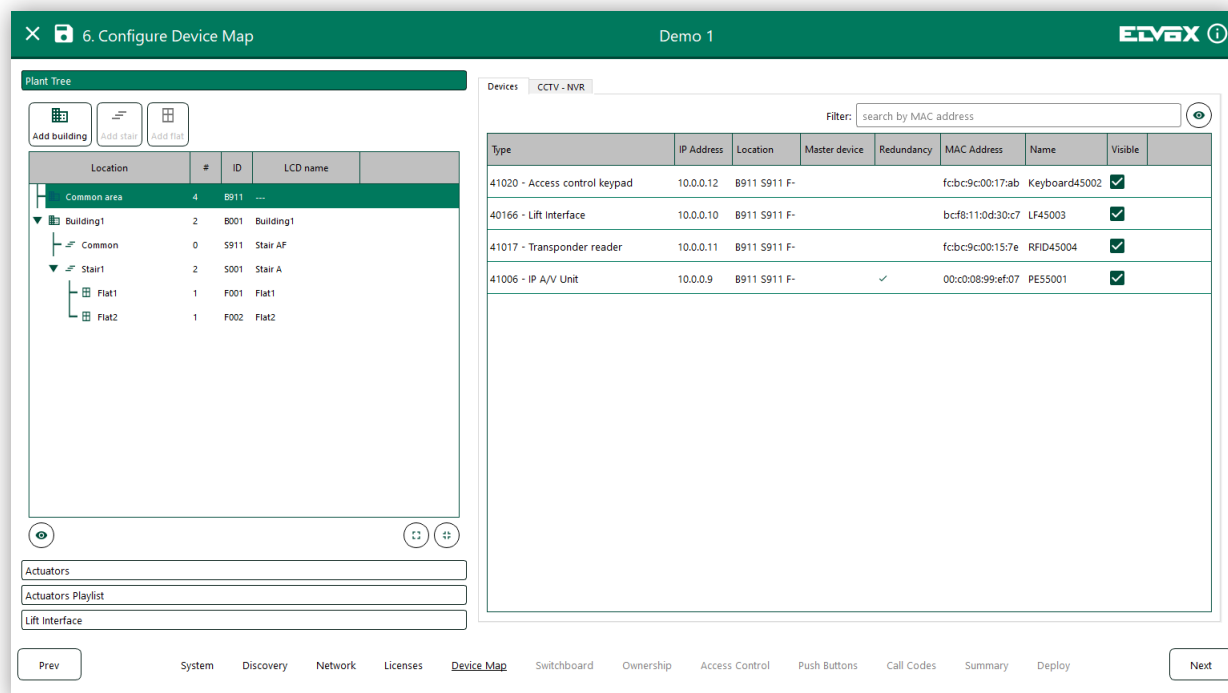 6. Configure Device Map
Demo 1
ELVOX
Plant Tree
Add building
Add stair
Add flat
Location # ID LCD name
Common area 4 B911 ---
Building1 2 B001 Building1
Common 0 S911 Stair AF
Stair1 2 S001 Stair A
Flat1 1 F001 Flat1
Flat2 1 F002 Flat2
Actuators
Actuators Playlist
Lift Interface
Devices CCTV - NVR
Filter: search by MAC address
Type IP Address Location Master device Redundancy MAC Address Name Visible
41020 - Access control keypad 10.0.0.12 B911 S911 F- fc:bc:9c:00:17:ab Keyboard45002
40166 - Lift Interface 10.0.0.10 B911 S911 F- bc:f8:11:0d:30:c7 LF45003
41017 - Transponder reader 10.0.0.11 B911 S911 F- fc:bc:9c:00:15:7e RFID45004
41006 - IP A/V Unit 10.0.0.9 B911 S911 F- 00:c0:08:99:ef:07 PE55001
Prev System Discovery Network Licenses Device Map Switchboard Ownership Access Control Push Buttons Call Codes Summary Deploy Next